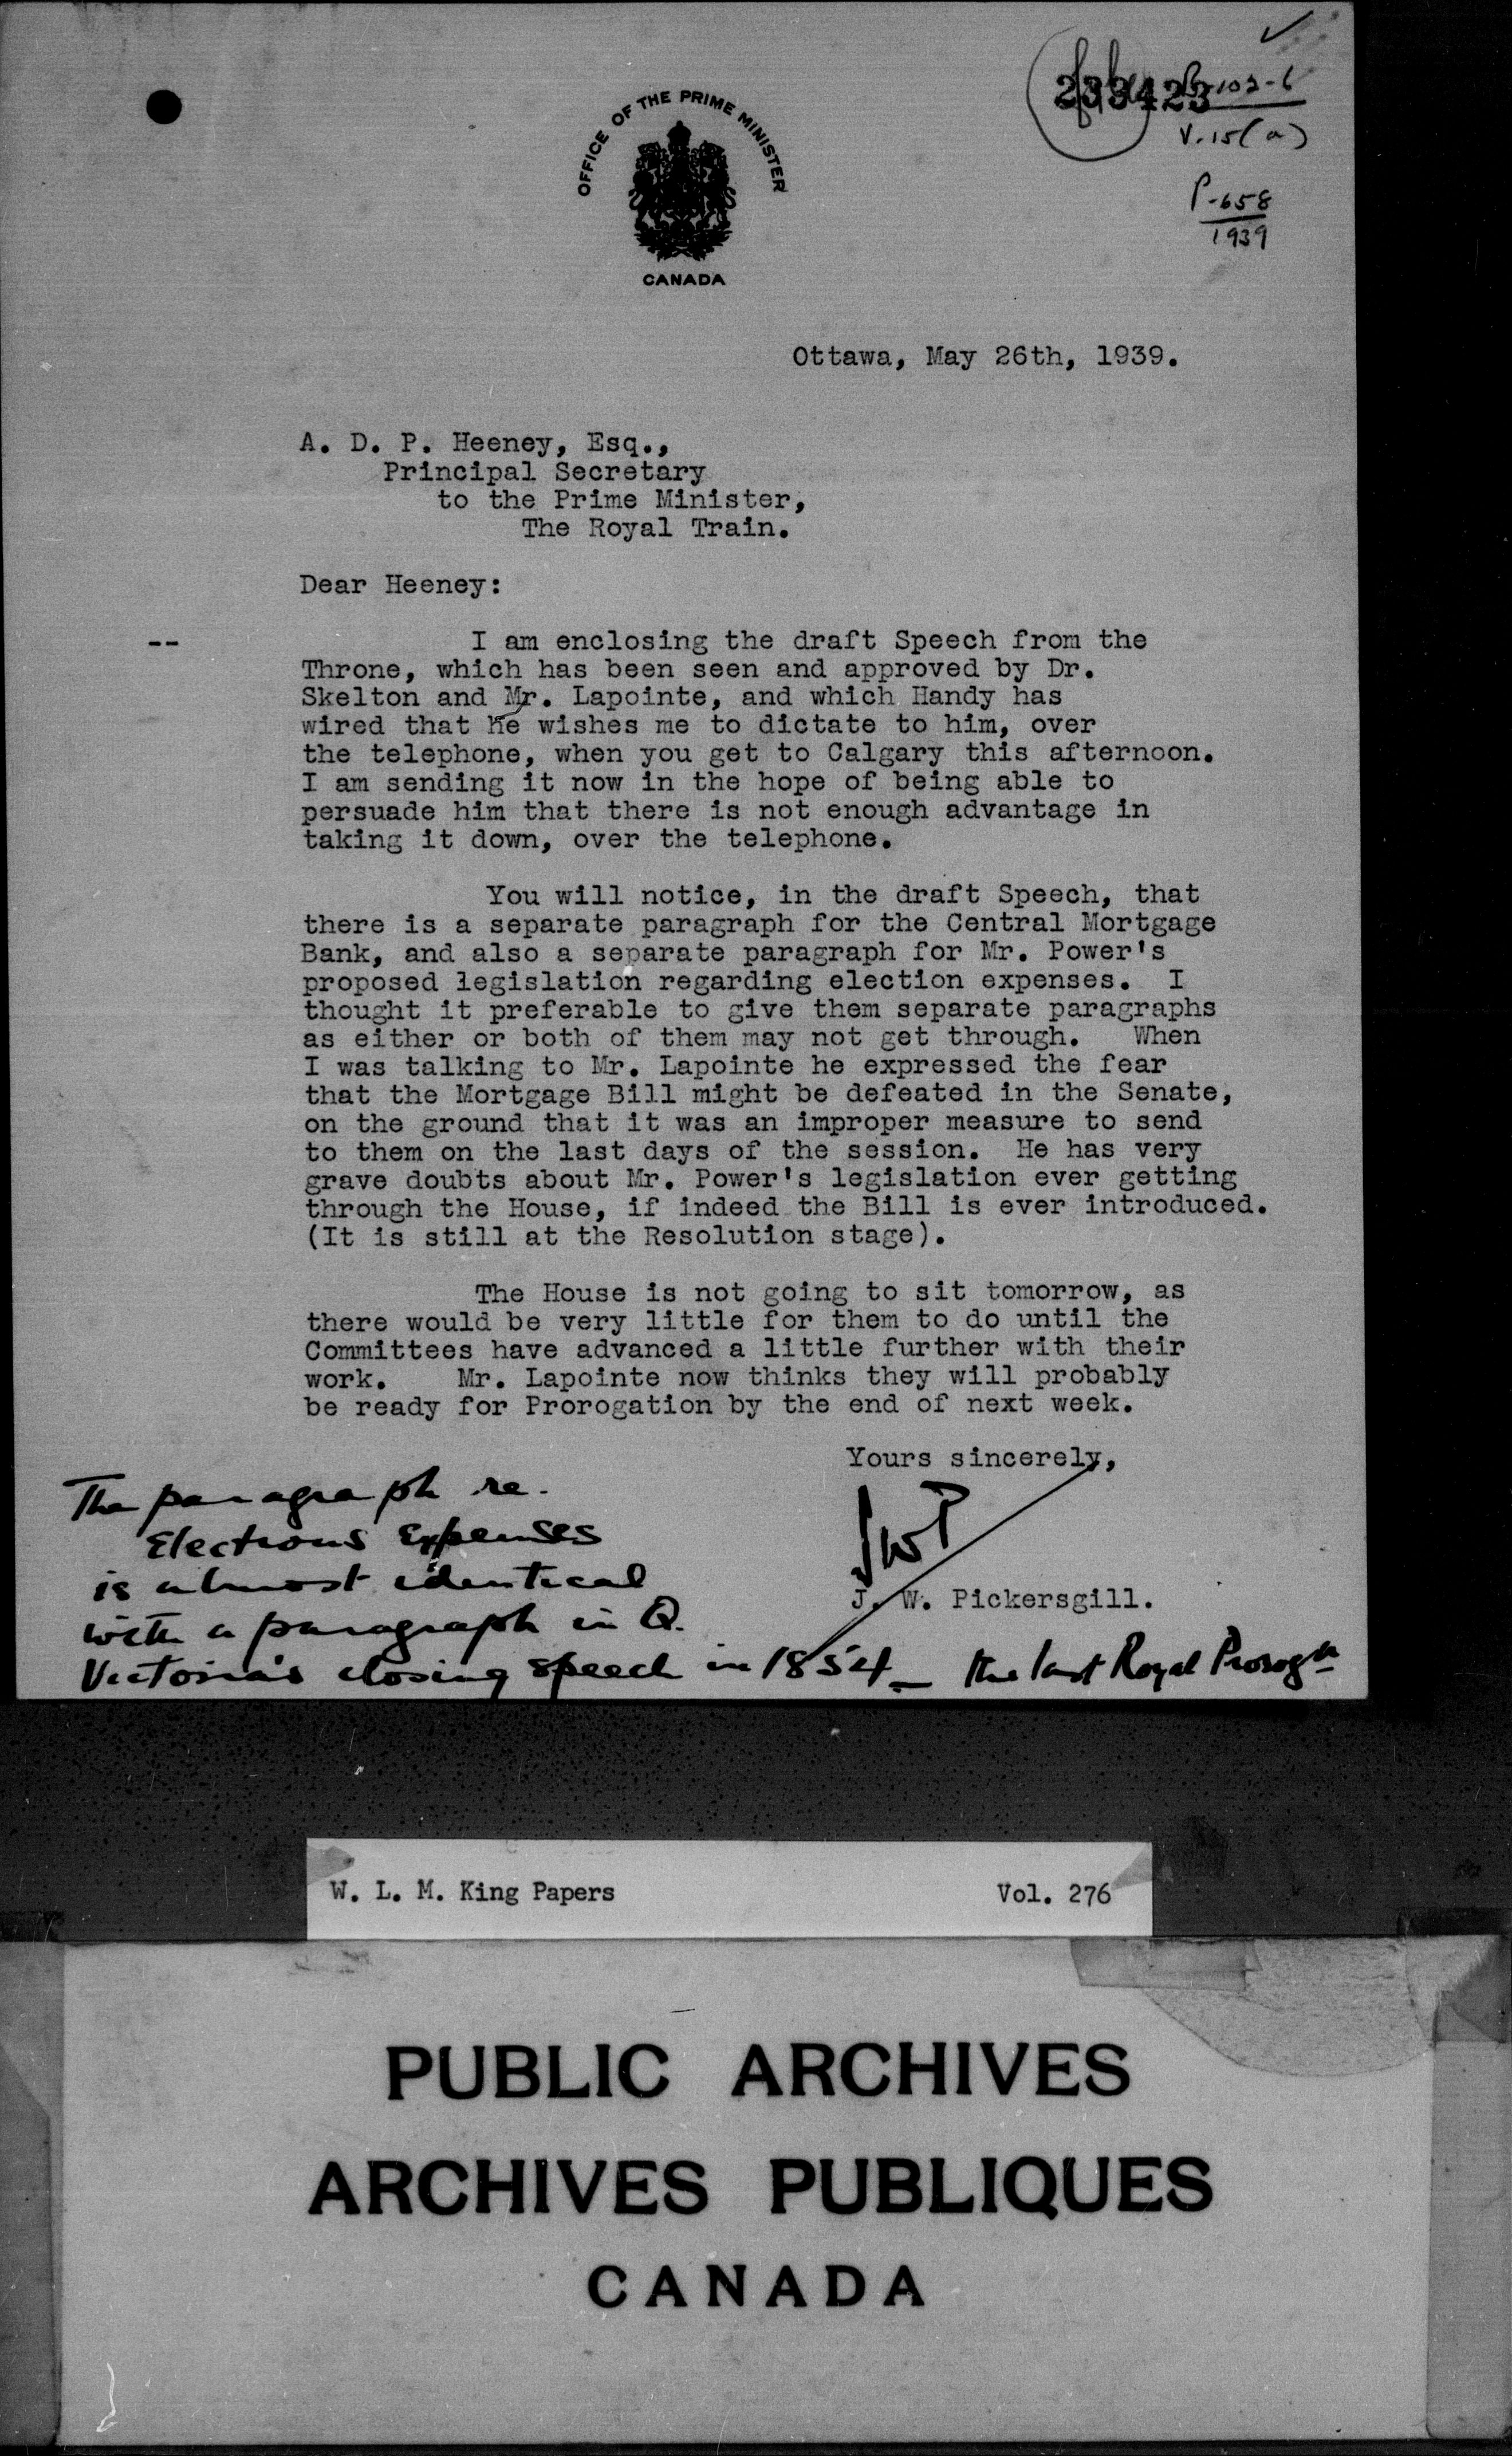 233423
102-6
V.15(a)
P-658
1939
OFFICE OF THE PRIME MINISTER
CANADA
Ottawa, May 26th, 1939.
A. D. P. Heeney, Esq.,
Principal Secretary
to the Prime Minister,
The Royal Train.
Dear Heeney:
--
I am enclosing the draft Speech from the
Throne, which has been seen and approved by Dr.
Skelton and Mr. Lapointe, and which Handy has
wired that he wishes me to dictate to him, over
the telephone, when you get to Calgary this afternoon.
I am sending it now in the hope of being able to
persuade him that there is not enough advantage in
taking it down, over the telephone.
You will notice, in the draft Speech, that
there is a separate paragraph for the Central Mortgage
Bank, and also a separate paragraph for Mr. Power's
proposed legislation regarding election expenses. I
thought it preferable to give them separate paragraphs
as either or both of them may not get through. When
I was talking to Mr. Lapointe he expressed the fear
that the Mortgage Bill might be defeated in the Senate,
on the ground that it was an improper measure to send
to them on the last days of the session. He has very
grave doubts about Mr. Power's legislation ever getting
through the House, if indeed the Bill is ever introduced.
(It is still at the Resolution stage).
The House is not going to sit tomorrow, as
there would be very little for them to do until the
Committees have advanced a little further with their
work. Mr. Lapointe now thinks they will probably
be ready for Prorogation by the end of next week.
Yours sincerely,
JWP
J. W. Pickersgill.
The paragraph re.
Elections Expenses
is almost identical
with a paragraph in Q.
Victoria's closing speech in 1854 - the last Royal Prorogn
W. L. M. King Papers Vol. 276
PUBLIC ARCHIVES
ARCHIVES PUBLIQUES
CANADA